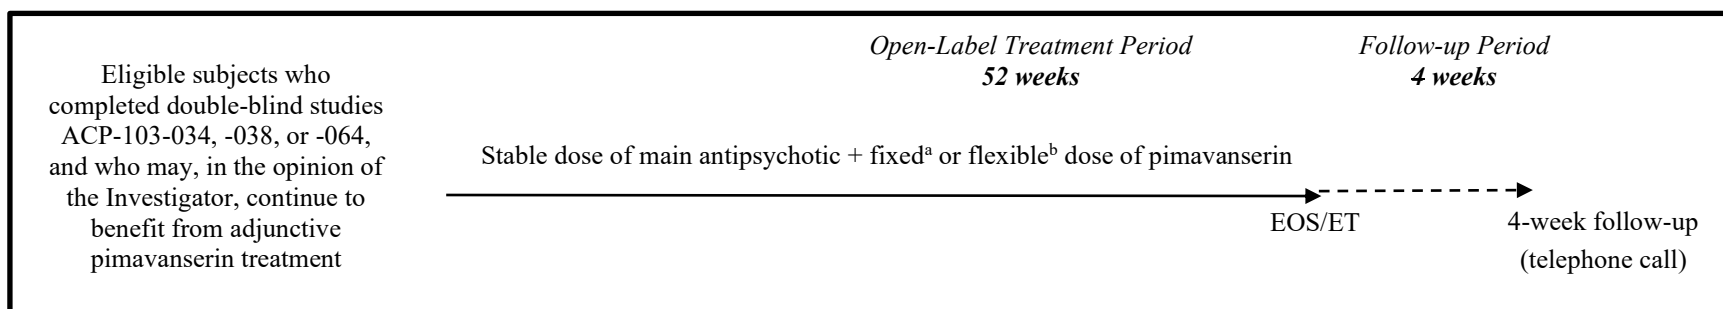 Eligible subjects who
completed double-blind studies
ACP-103-034, -038, or -064,
and who may, in the opinion of
the Investigator, continue to
benefit from adjunctive
pimavanserin treatment
Open-Label Treatment Period
52 weeks
Follow-up Period
4 weeks
Stable dose of main antipsychotic + fixedᵃ or flexibleᵇ dose of pimavanserin
EOS/ET
4-week follow-up
(telephone call)